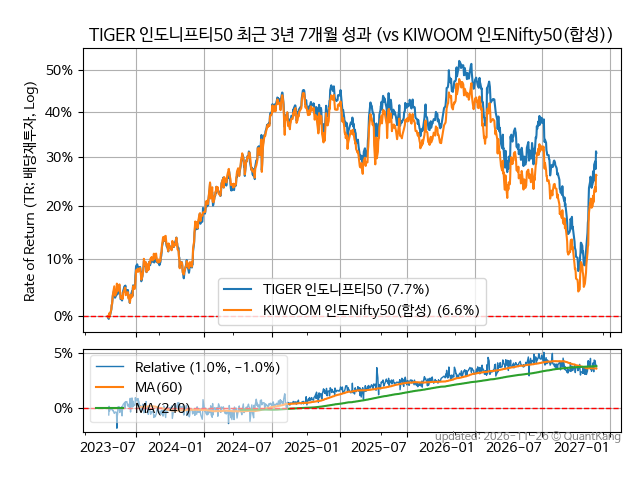 TIGER 인도니프티50 최근 3년 7개월 성과 (vs KIWOOM 인도Nifty50(합성))
Rate of Return (TR; 배당재투자, Log)
50%
40%
30%
20%
10%
0%
TIGER 인도니프티50 (7.7%)
KIWOOM 인도Nifty50(합성) (6.6%)
5%
0%
Relative (1.0%, -1.0%)
MA(60)
MA(240)
2023-07 2024-01 2024-07 2025-01 2025-07 2026-01 2026-07 2027-01
updated: 2026-11-26 © QuantKang